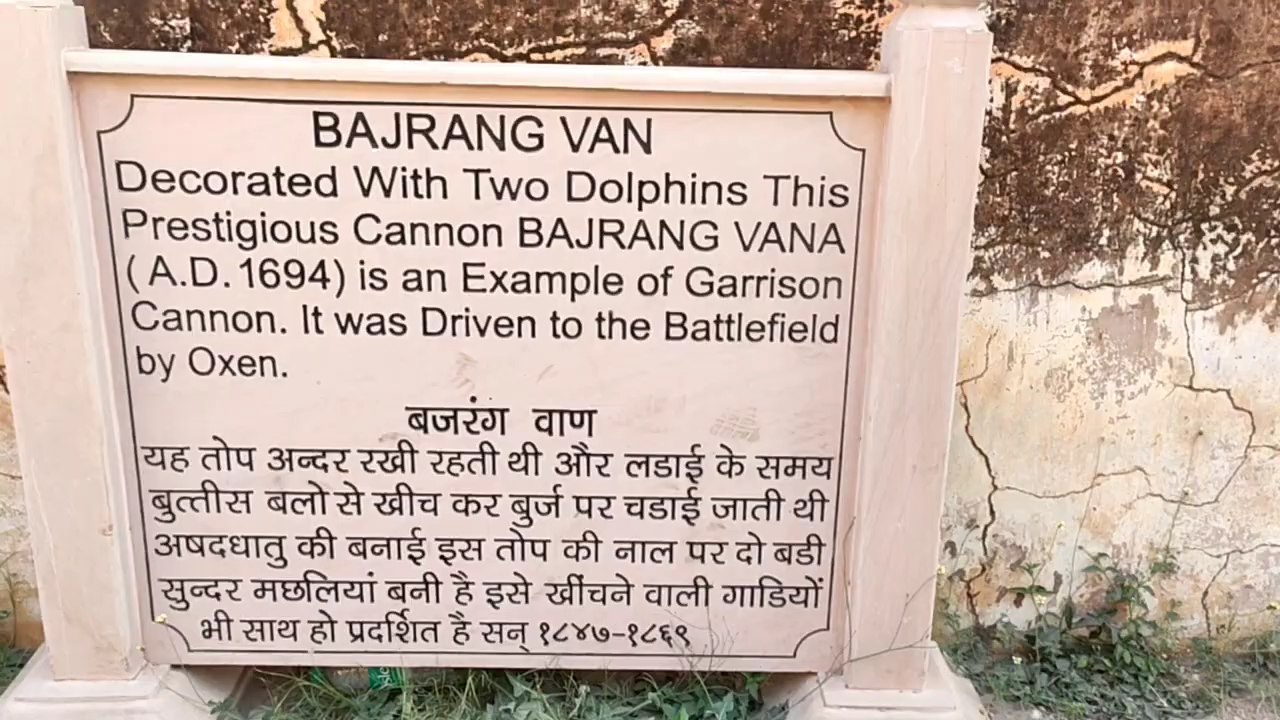 BAJRANG VAN
Decorated With Two Dolphins This
Prestigious Cannon BAJRANG VANA
( A.D. 1694) is an Example of Garrison
Cannon. It was Driven to the Battlefield
by Oxen.
बजरंग वाण
यह तोप अन्दर रखी रहती थी और लडाई के समय
बुत्तीस बलो से खीच कर बुर्ज पर चडाई जाती थी
अषदधातु की बनाई इस तोप की नाल पर दो बडी
सुन्दर मछलियां बनी है इसे खींचने वाली गाडियों
भी साथ हो प्रदर्शित है सन् १८४७-१८६९